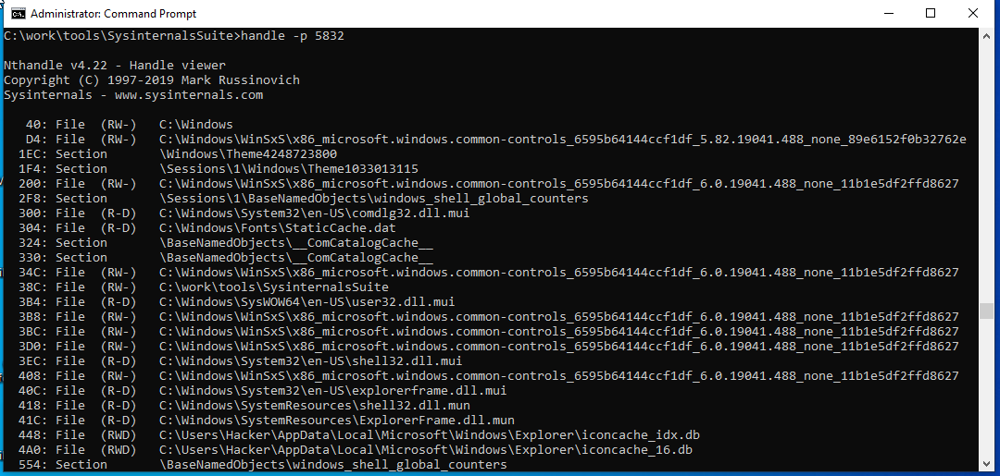 Administrator: Command Prompt
C:\work\tools\SysinternalsSuite>handle -p 5832
Nthandle v4.22 - Handle viewer
Copyright (C) 1997-2019 Mark Russinovich
Sysinternals - www.sysinternals.com
40: File (RW-) C:\Windows
D4: File (RW-) C:\Windows\WinSxS\x86_microsoft.windows.common-controls_6595b64144ccf1df_5.82.19041.488_none_89e6152f0b32762e
1EC: Section \Windows\Theme4248723800
1F4: Section \Sessions\1\Windows\Theme1033013115
200: File (RW-) C:\Windows\WinSxS\x86_microsoft.windows.common-controls_6595b64144ccf1df_6.0.19041.488_none_11b1e5df2ffd8627
2F8: Section \Sessions\1\BaseNamedObjects\windows_shell_global_counters
300: File (R-D) C:\Windows\System32\en-US\comdlg32.dll.mui
304: File (R-D) C:\Windows\Fonts\StaticCache.dat
324: Section \BaseNamedObjects\__ComCatalogCache__
330: Section \BaseNamedObjects\__ComCatalogCache__
34C: File (RW-) C:\Windows\WinSxS\x86_microsoft.windows.common-controls_6595b64144ccf1df_6.0.19041.488_none_11b1e5df2ffd8627
38C: File (RW-) C:\work\tools\SysinternalsSuite
3B4: File (R-D) C:\Windows\SysWOW64\en-US\user32.dll.mui
3B8: File (RW-) C:\Windows\WinSxS\x86_microsoft.windows.common-controls_6595b64144ccf1df_6.0.19041.488_none_11b1e5df2ffd8627
3BC: File (RW-) C:\Windows\WinSxS\x86_microsoft.windows.common-controls_6595b64144ccf1df_6.0.19041.488_none_11b1e5df2ffd8627
3D0: File (RW-) C:\Windows\WinSxS\x86_microsoft.windows.common-controls_6595b64144ccf1df_6.0.19041.488_none_11b1e5df2ffd8627
3EC: File (R-D) C:\Windows\System32\en-US\shell32.dll.mui
408: File (RW-) C:\Windows\WinSxS\x86_microsoft.windows.common-controls_6595b64144ccf1df_6.0.19041.488_none_11b1e5df2ffd8627
40C: File (R-D) C:\Windows\System32\en-US\explorerframe.dll.mui
418: File (R-D) C:\Windows\SystemResources\shell32.dll.mun
41C: File (R-D) C:\Windows\SystemResources\ExplorerFrame.dll.mun
448: File (RWD) C:\Users\Hacker\AppData\Local\Microsoft\Windows\Explorer\iconcache_idx.db
4A0: File (RWD) C:\Users\Hacker\AppData\Local\Microsoft\Windows\Explorer\iconcache_16.db
554: Section \BaseNamedObjects\windows_shell_global_counters